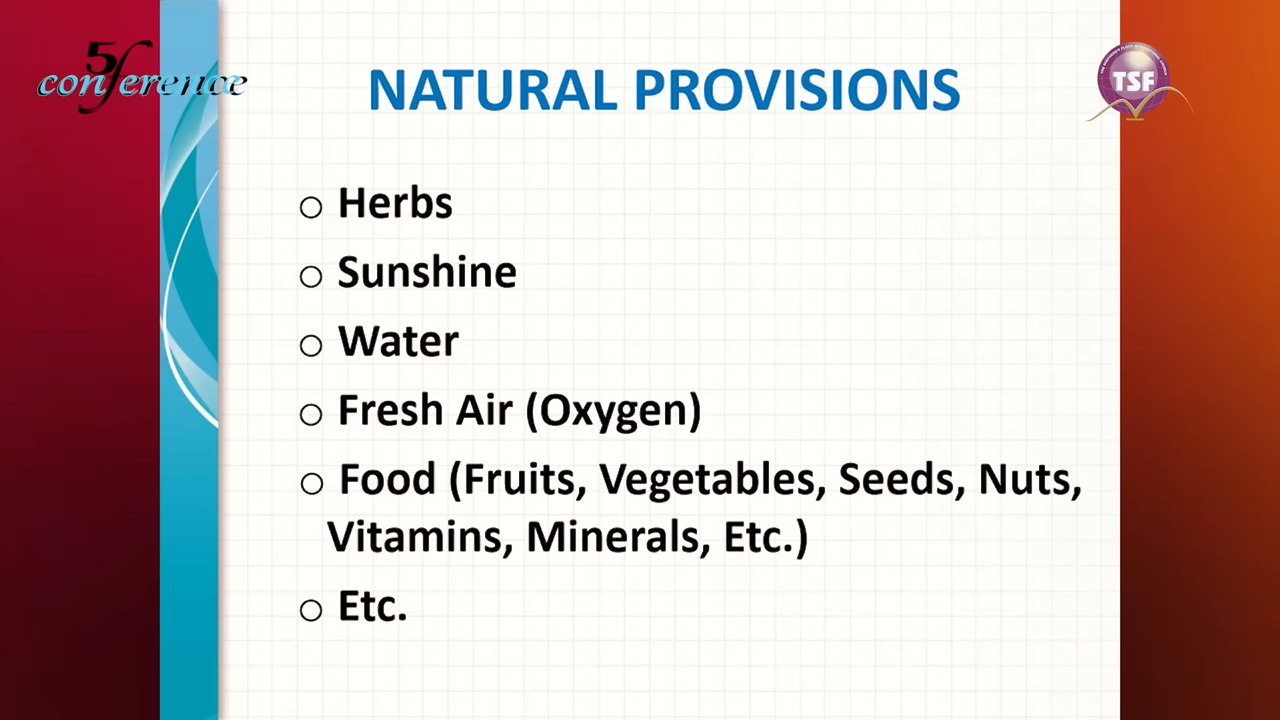 5f
conference
NATURAL PROVISIONS
TSF
o Herbs
o Sunshine
o Water
o Fresh Air (Oxygen)
o Food (Fruits, Vegetables, Seeds, Nuts,
Vitamins, Minerals, Etc.)
o Etc.